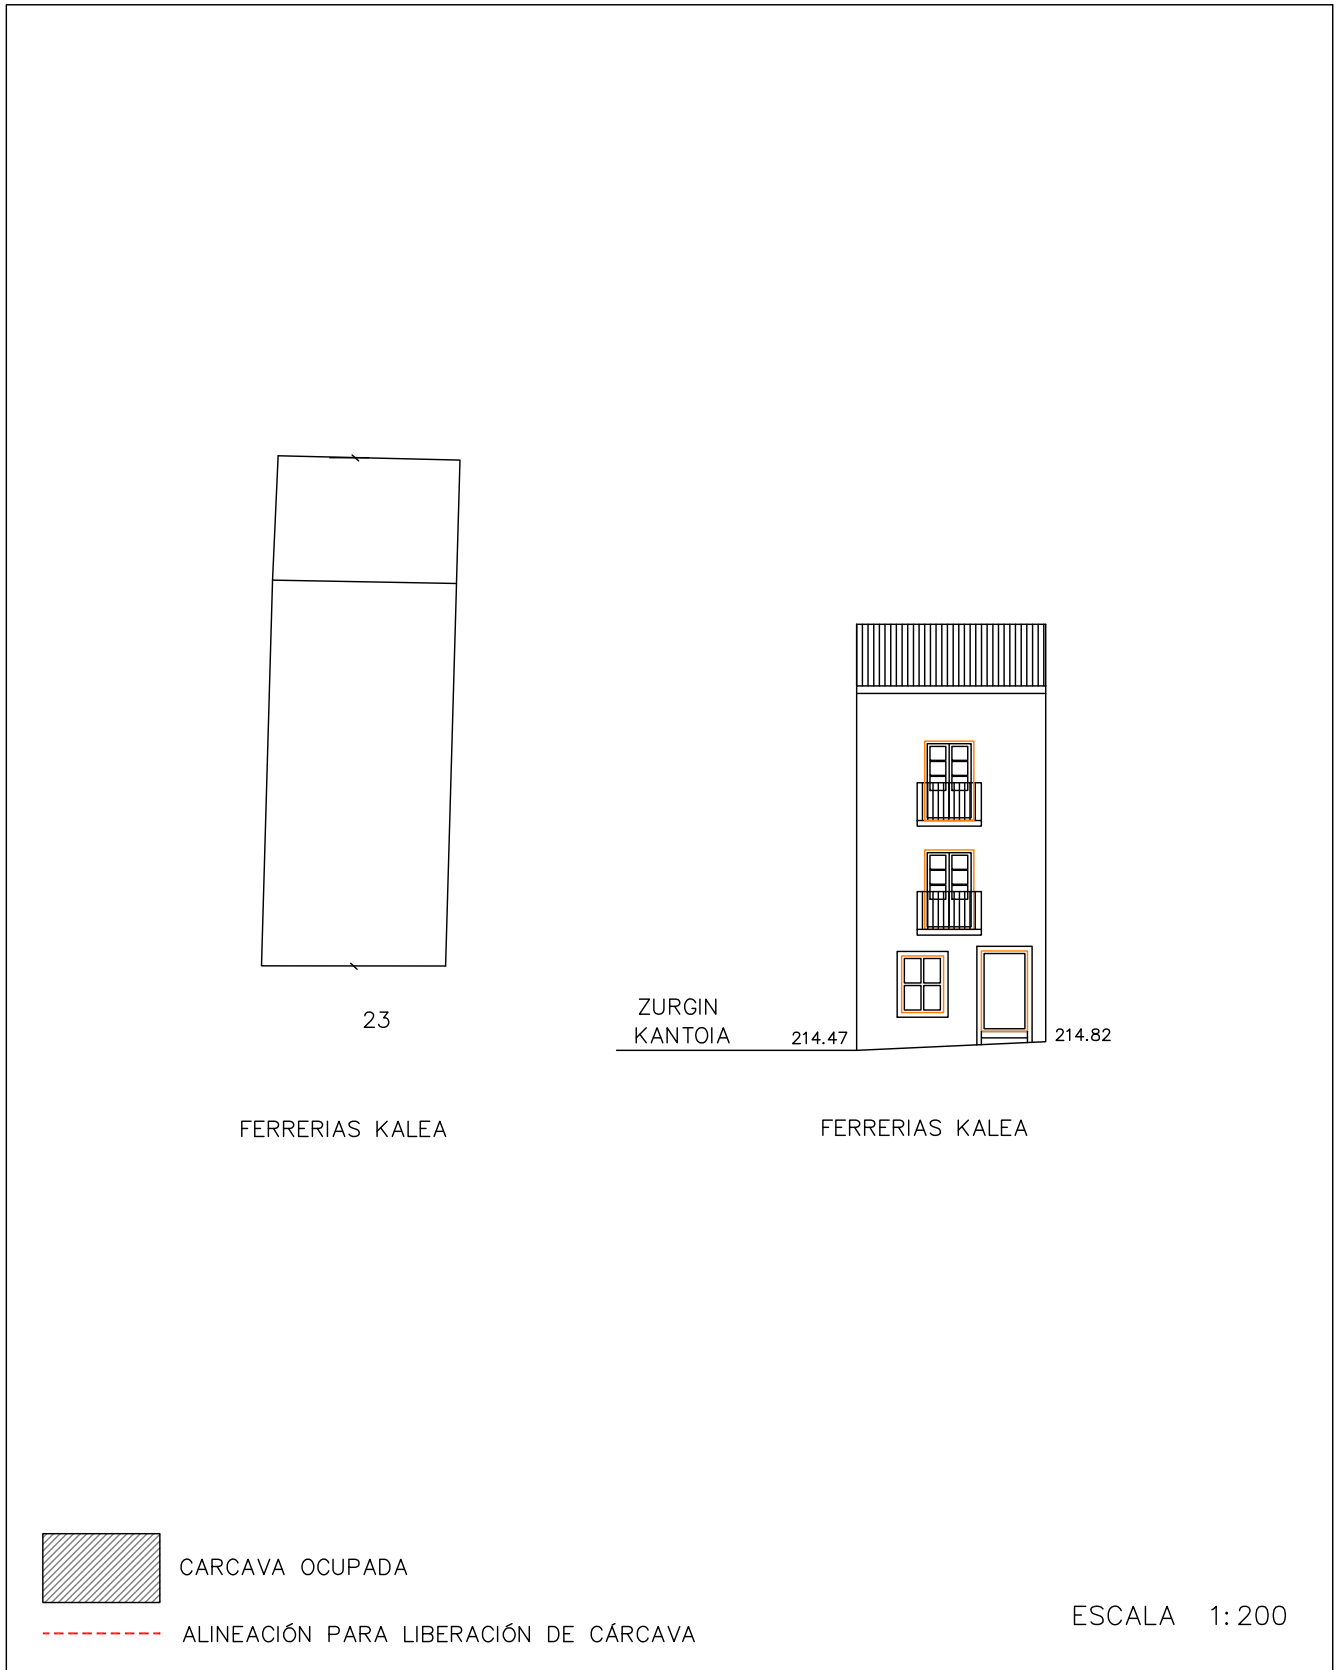 23
FERRERIAS KALEA
ZURGIN
KANTOIA
214.47
214.82
FERRERIAS KALEA
CARCAVA OCUPADA
ALINEACIÓN PARA LIBERACIÓN DE CÁRCAVA
ESCALA 1:200